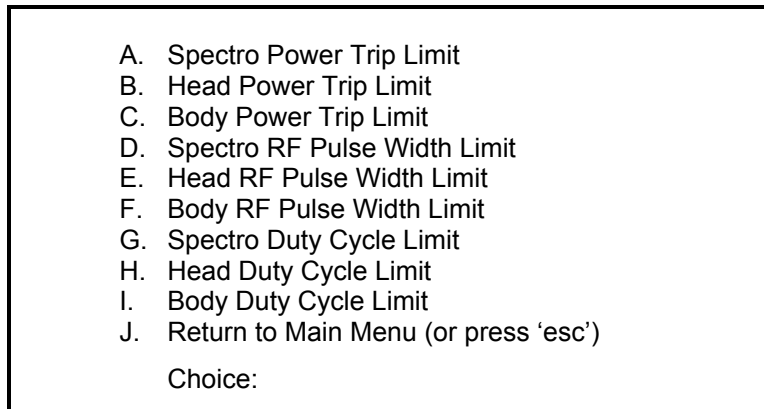 A. Spectro Power Trip Limit
B. Head Power Trip Limit
C. Body Power Trip Limit
D. Spectro RF Pulse Width Limit
E. Head RF Pulse Width Limit
F. Body RF Pulse Width Limit
G. Spectro Duty Cycle Limit
H. Head Duty Cycle Limit
I. Body Duty Cycle Limit
J. Return to Main Menu (or press ‘esc’)
Choice: